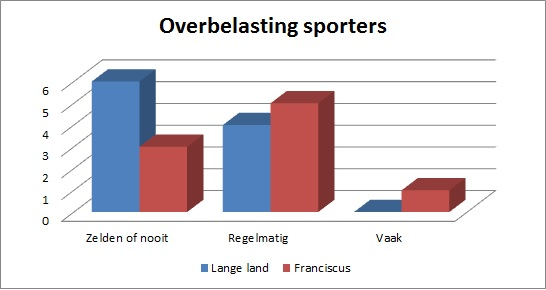 Overbelasting sporters
6
5
4
3
2
1
0
Zelden of nooit Regelmatig Vaak
Lange land Franciscus